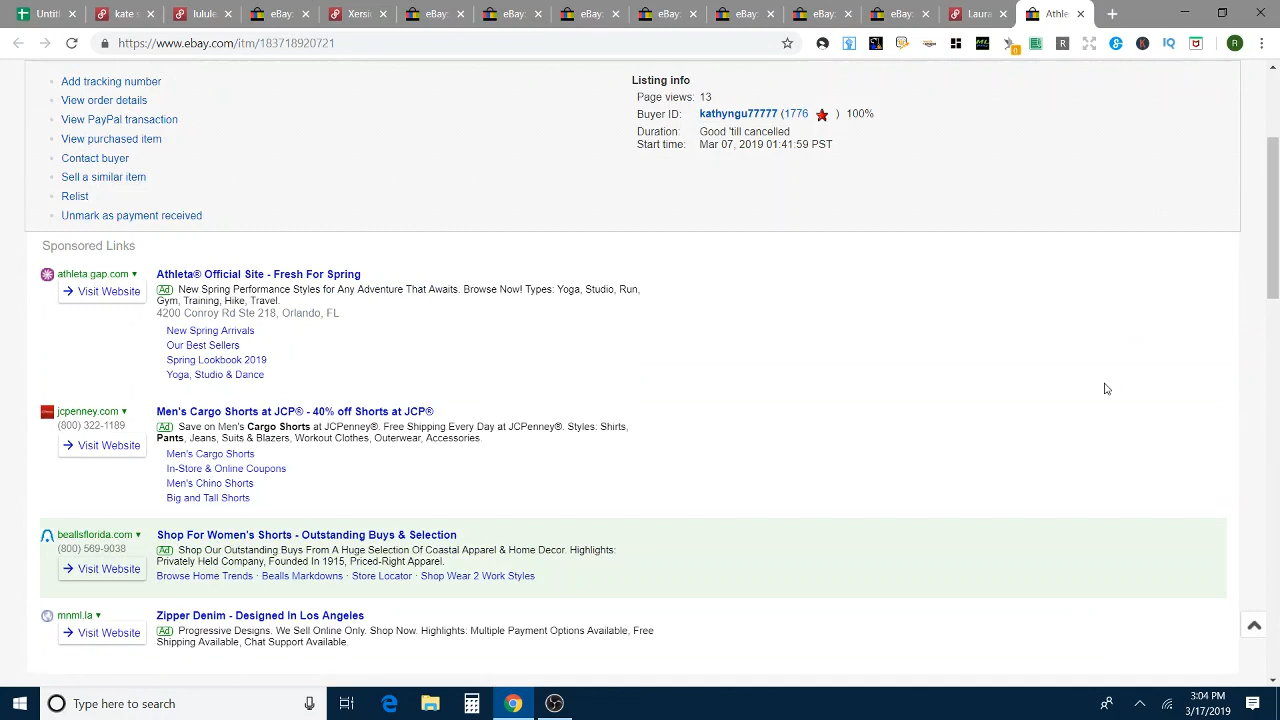 Untitl
kate s
lulule
eBay:
Xeric
eBay:
eBay:
eBay:
eBay:
eBay:
eBay:
eBay:
Laura
Athle
https://www.ebay.com/item/183718920721
Add tracking number
View order details
View PayPal transaction
View purchased item
Contact buyer
Sell a similar item
Relist
Unmark as payment received
Listing info
Page views: 13
Buyer ID: kathyngu77777 (1776 ) 100%
Duration: Good 'till cancelled
Start time: Mar 07, 2019 01:41:59 PST
Sponsored Links
athleta.gap.com
Visit Website
Athleta® Official Site - Fresh For Spring
Ad New Spring Performance Styles for Any Adventure That Awaits. Browse Now! Types: Yoga, Studio, Run,
Gym, Training, Hike, Travel.
4200 Conroy Rd Ste 218, Orlando, FL
New Spring Arrivals
Our Best Sellers
Spring Lookbook 2019
Yoga, Studio & Dance
jcpenney.com
(800) 322-1189
Visit Website
Men's Cargo Shorts at JCP® - 40% off Shorts at JCP®
Ad Save on Men's Cargo Shorts at JCPenney®. Free Shipping Every Day at JCPenney®. Styles: Shirts,
Pants, Jeans, Suits & Blazers, Workout Clothes, Outerwear, Accessories.
Men's Cargo Shorts
In-Store & Online Coupons
Men's Chino Shorts
Big and Tall Shorts
beallsflorida.com
(800) 569-9038
Visit Website
Shop For Women's Shorts - Outstanding Buys & Selection
Ad Shop Our Outstanding Buys From A Huge Selection Of Coastal Apparel & Home Decor. Highlights:
Privately Held Company, Founded In 1915, Priced-Right Apparel.
Browse Home Trends · Bealls Markdowns · Store Locator · Shop Wear 2 Work Styles
mnml.la
Visit Website
Zipper Denim - Designed In Los Angeles
Ad Progressive Designs. We Sell Online Only. Shop Now. Highlights: Multiple Payment Options Available, Free
Shipping Available, Chat Support Available.
Type here to search
3:04 PM
3/17/2019